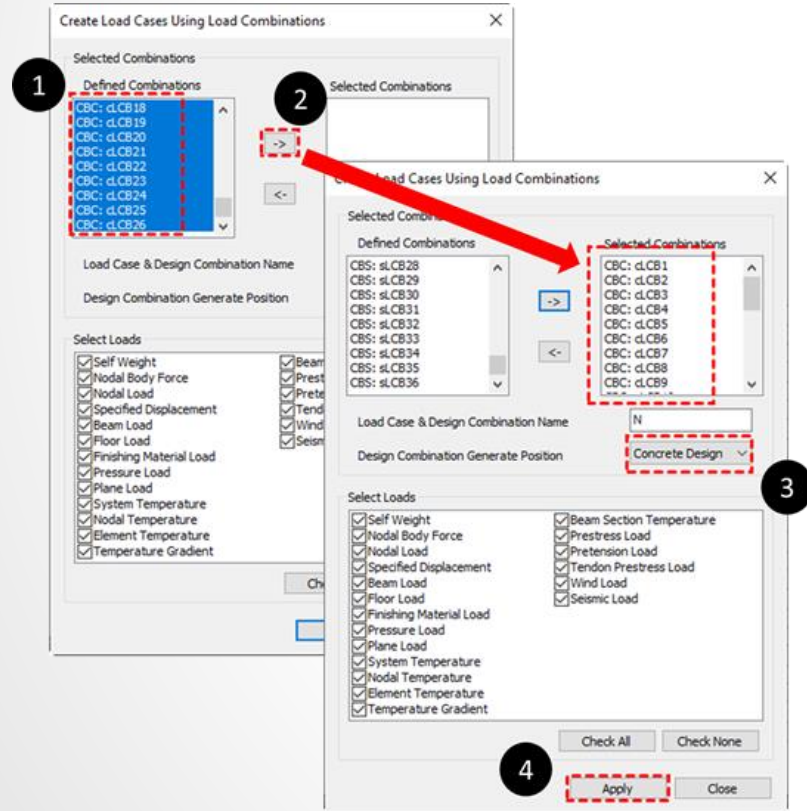 Create Load Cases Using Load Combinations
Selected Combinations
1
Defined Combinations
2
Selected Combinations
CBC: cLCB18
CBC: cLCB19
CBC: cLCB20
CBC: cLCB21
CBC: cLCB22
CBC: cLCB23
CBC: cLCB24
CBC: cLCB25
CBC: cLCB26
->
<-
Load Case & Design Combination Name
Design Combination Generate Position
Select Loads
Self Weight
Nodal Body Force
Nodal Load
Specified Displacement
Beam Load
Floor Load
Finishing Material Load
Pressure Load
Plane Load
System Temperature
Nodal Temperature
Element Temperature
Temperature Gradient
Load Cases Using Load Combinations
Selected
Defined Combinations
Selected Combinations
CBS: sLCB28
CBS: sLCB29
CBS: sLCB30
CBS: sLCB31
CBS: sLCB32
CBS: sLCB33
CBS: sLCB34
CBS: sLCB35
CBS: sLCB36
->
<-
CBC: cLCB1
CBC: cLCB2
CBC: cLCB3
CBC: cLCB4
CBC: cLCB5
CBC: cLCB6
CBC: cLCB7
CBC: cLCB8
CBC: cLCB9
Load Case & Design Combination Name
N
Design Combination Generate Position
Concrete Design
3
Select Loads
Self Weight
Nodal Body Force
Nodal Load
Specified Displacement
Beam Load
Floor Load
Finishing Material Load
Pressure Load
Plane Load
System Temperature
Nodal Temperature
Element Temperature
Temperature Gradient
Beam Section Temperature
Prestress Load
Pretension Load
Tendon Prestress Load
Wind Load
Seismic Load
Check All
Check None
4
Apply
Close